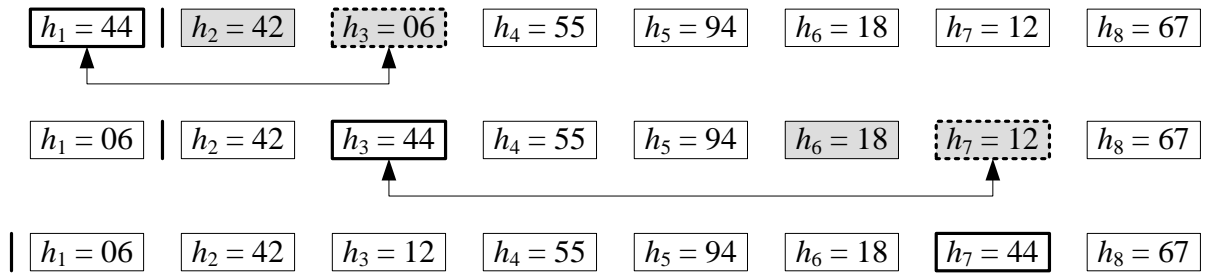 h₁ = 44 h₂ = 42 h₃ = 06 h₄ = 55 h₅ = 94 h₆ = 18 h₇ = 12 h₈ = 67
h₁ = 06 h₂ = 42 h₃ = 44 h₄ = 55 h₅ = 94 h₆ = 18 h₇ = 12 h₈ = 67
h₁ = 06 h₂ = 42 h₃ = 12 h₄ = 55 h₅ = 94 h₆ = 18 h₇ = 44 h₈ = 67